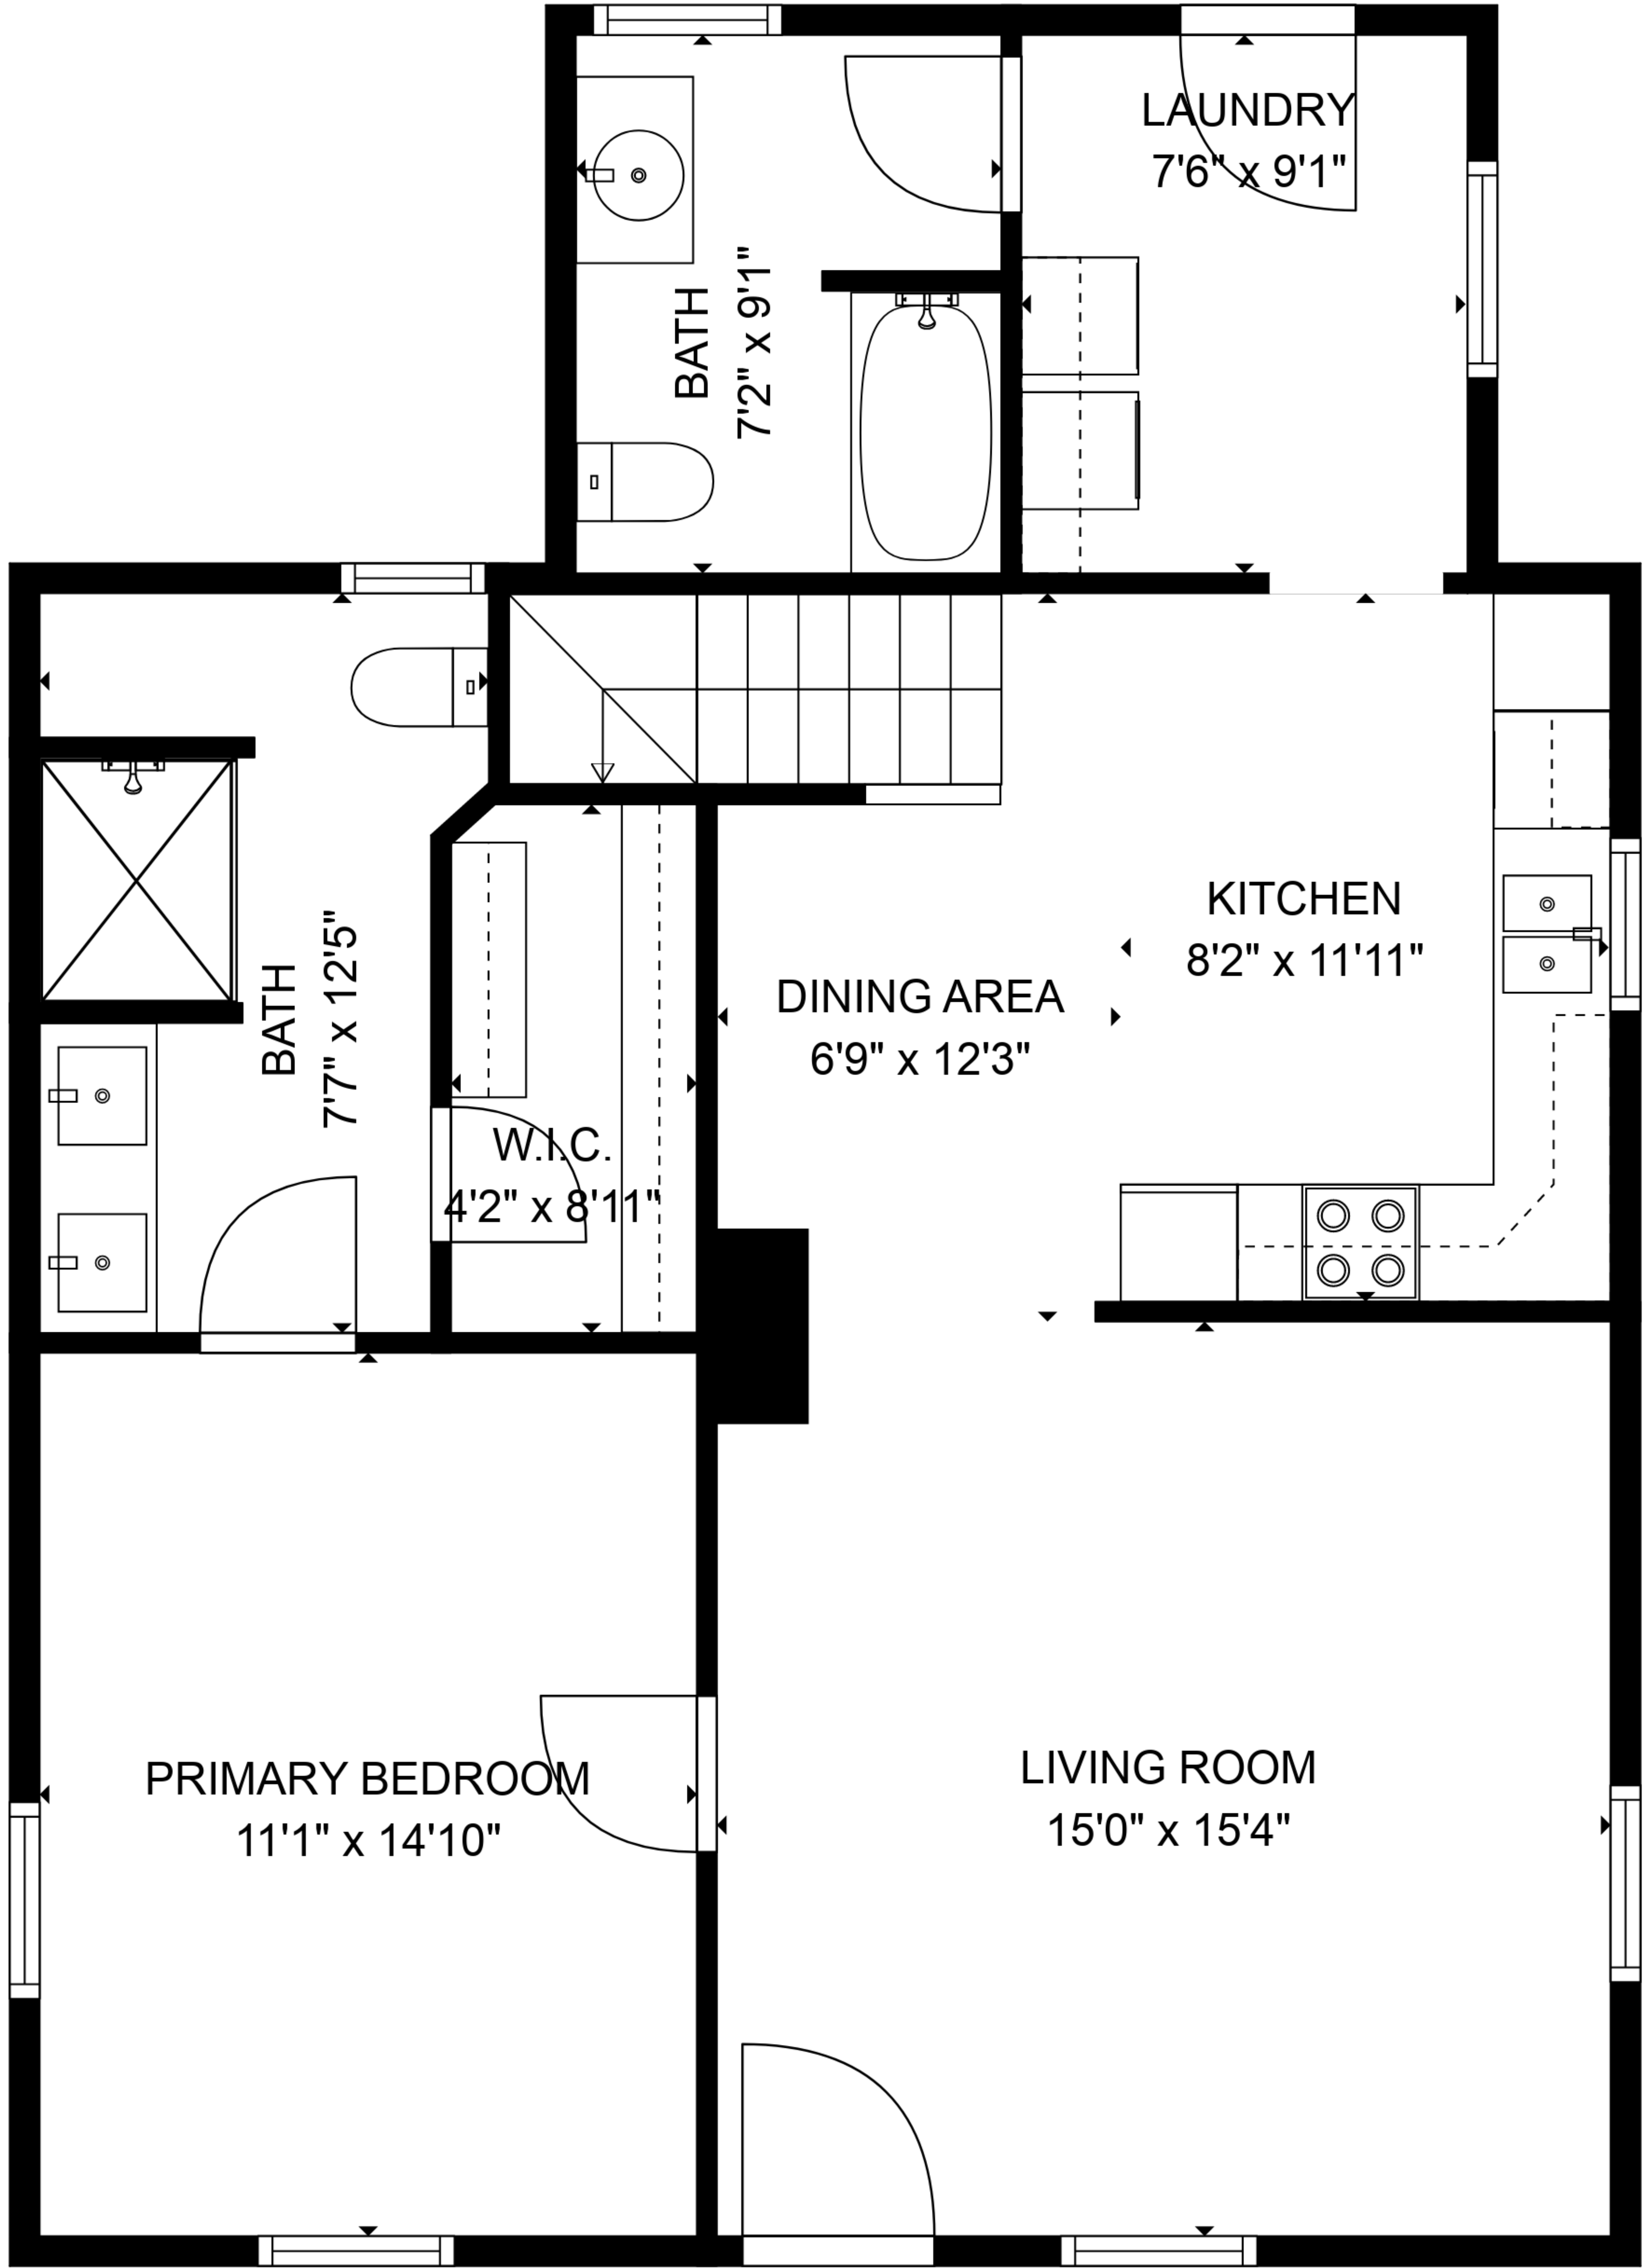 LAUNDRY
7'6" x 9'1"
BATH
7'2" x 9'1"
KITCHEN
8'2" x 11'11"
DINING AREA
6'9" x 12'3"
BATH
7'7" x 12'5"
W.I.C.
4'2" x 8'11"
PRIMARY BEDROOM
11'1" x 14'10"
LIVING ROOM
15'0" x 15'4"